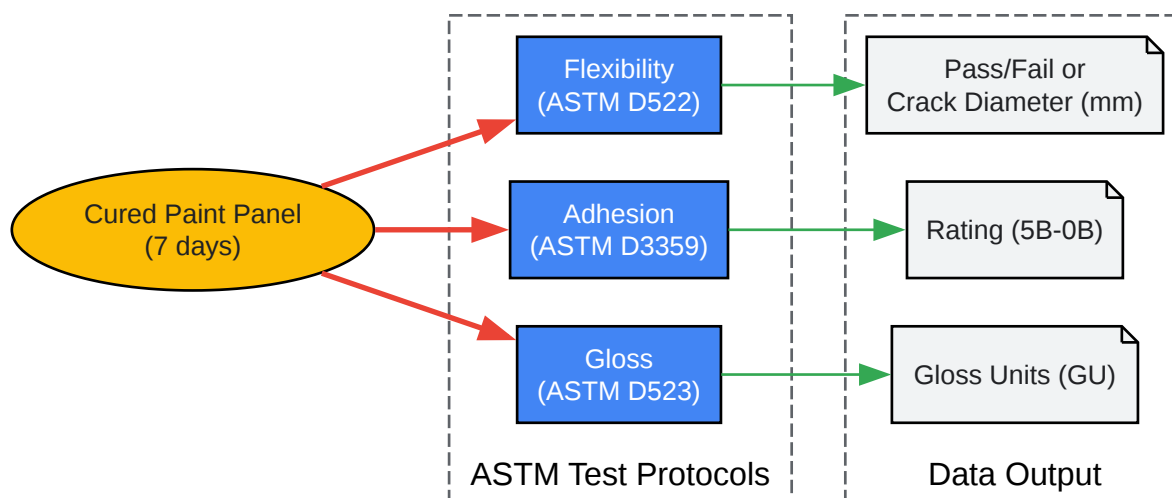 Cured Paint Panel
(7 days)
Flexibility
(ASTM D522)
Adhesion
(ASTM D3359)
Gloss
(ASTM D523)
ASTM Test Protocols
Pass/Fail or
Crack Diameter (mm)
Rating (5B-0B)
Gloss Units (GU)
Data Output